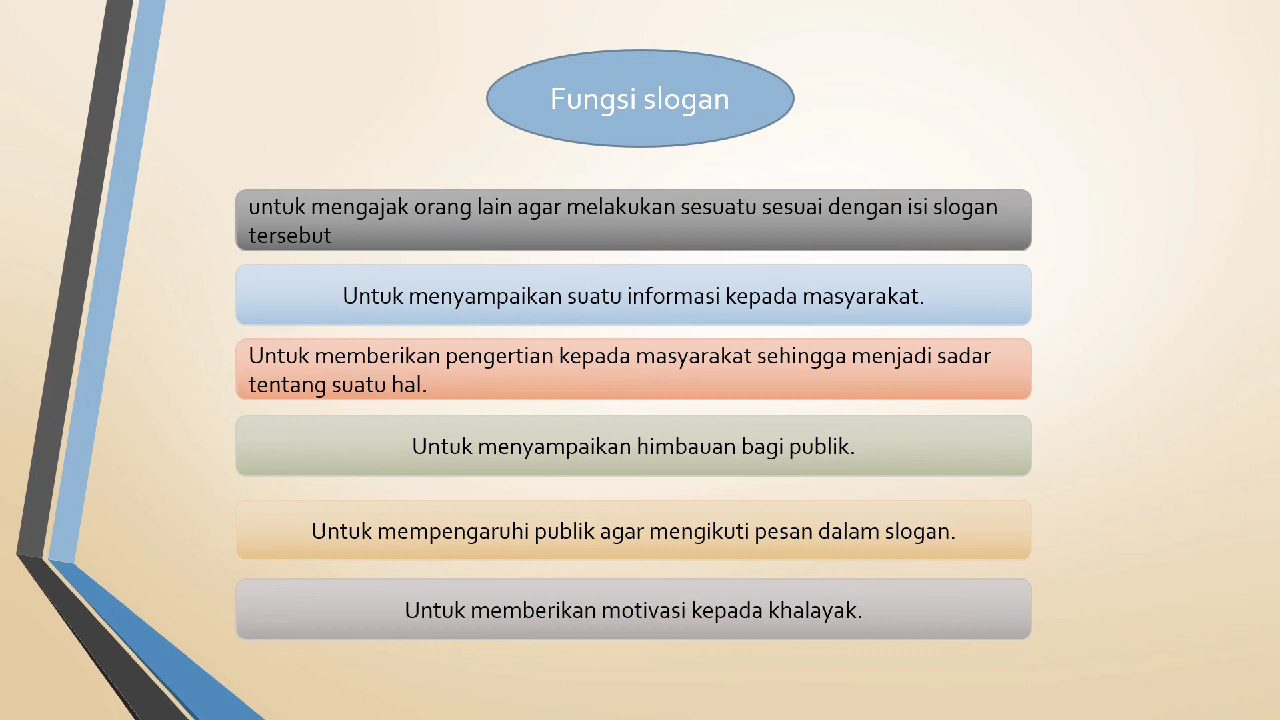 Fungsi slogan
untuk mengajak orang lain agar melakukan sesuatu sesuai dengan isi slogan
tersebut
Untuk menyampaikan suatu informasi kepada masyarakat.
Untuk memberikan pengertian kepada masyarakat sehingga menjadi sadar
tentang suatu hal.
Untuk menyampaikan himbauan bagi publik.
Untuk mempengaruhi publik agar mengikuti pesan dalam slogan.
Untuk memberikan motivasi kepada khalayak.